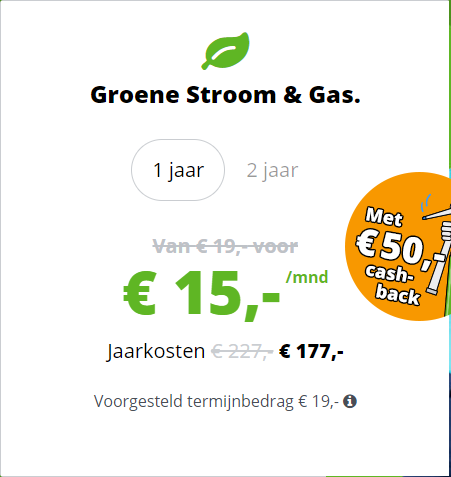 Groene Stroom & Gas.
1 jaar 2 jaar
Van € 19,- voor
€ 15,- /mnd
Met
€50,-
cash-
back
Jaarkosten € 227,- € 177,-
Voorgesteld termijnbedrag € 19,-